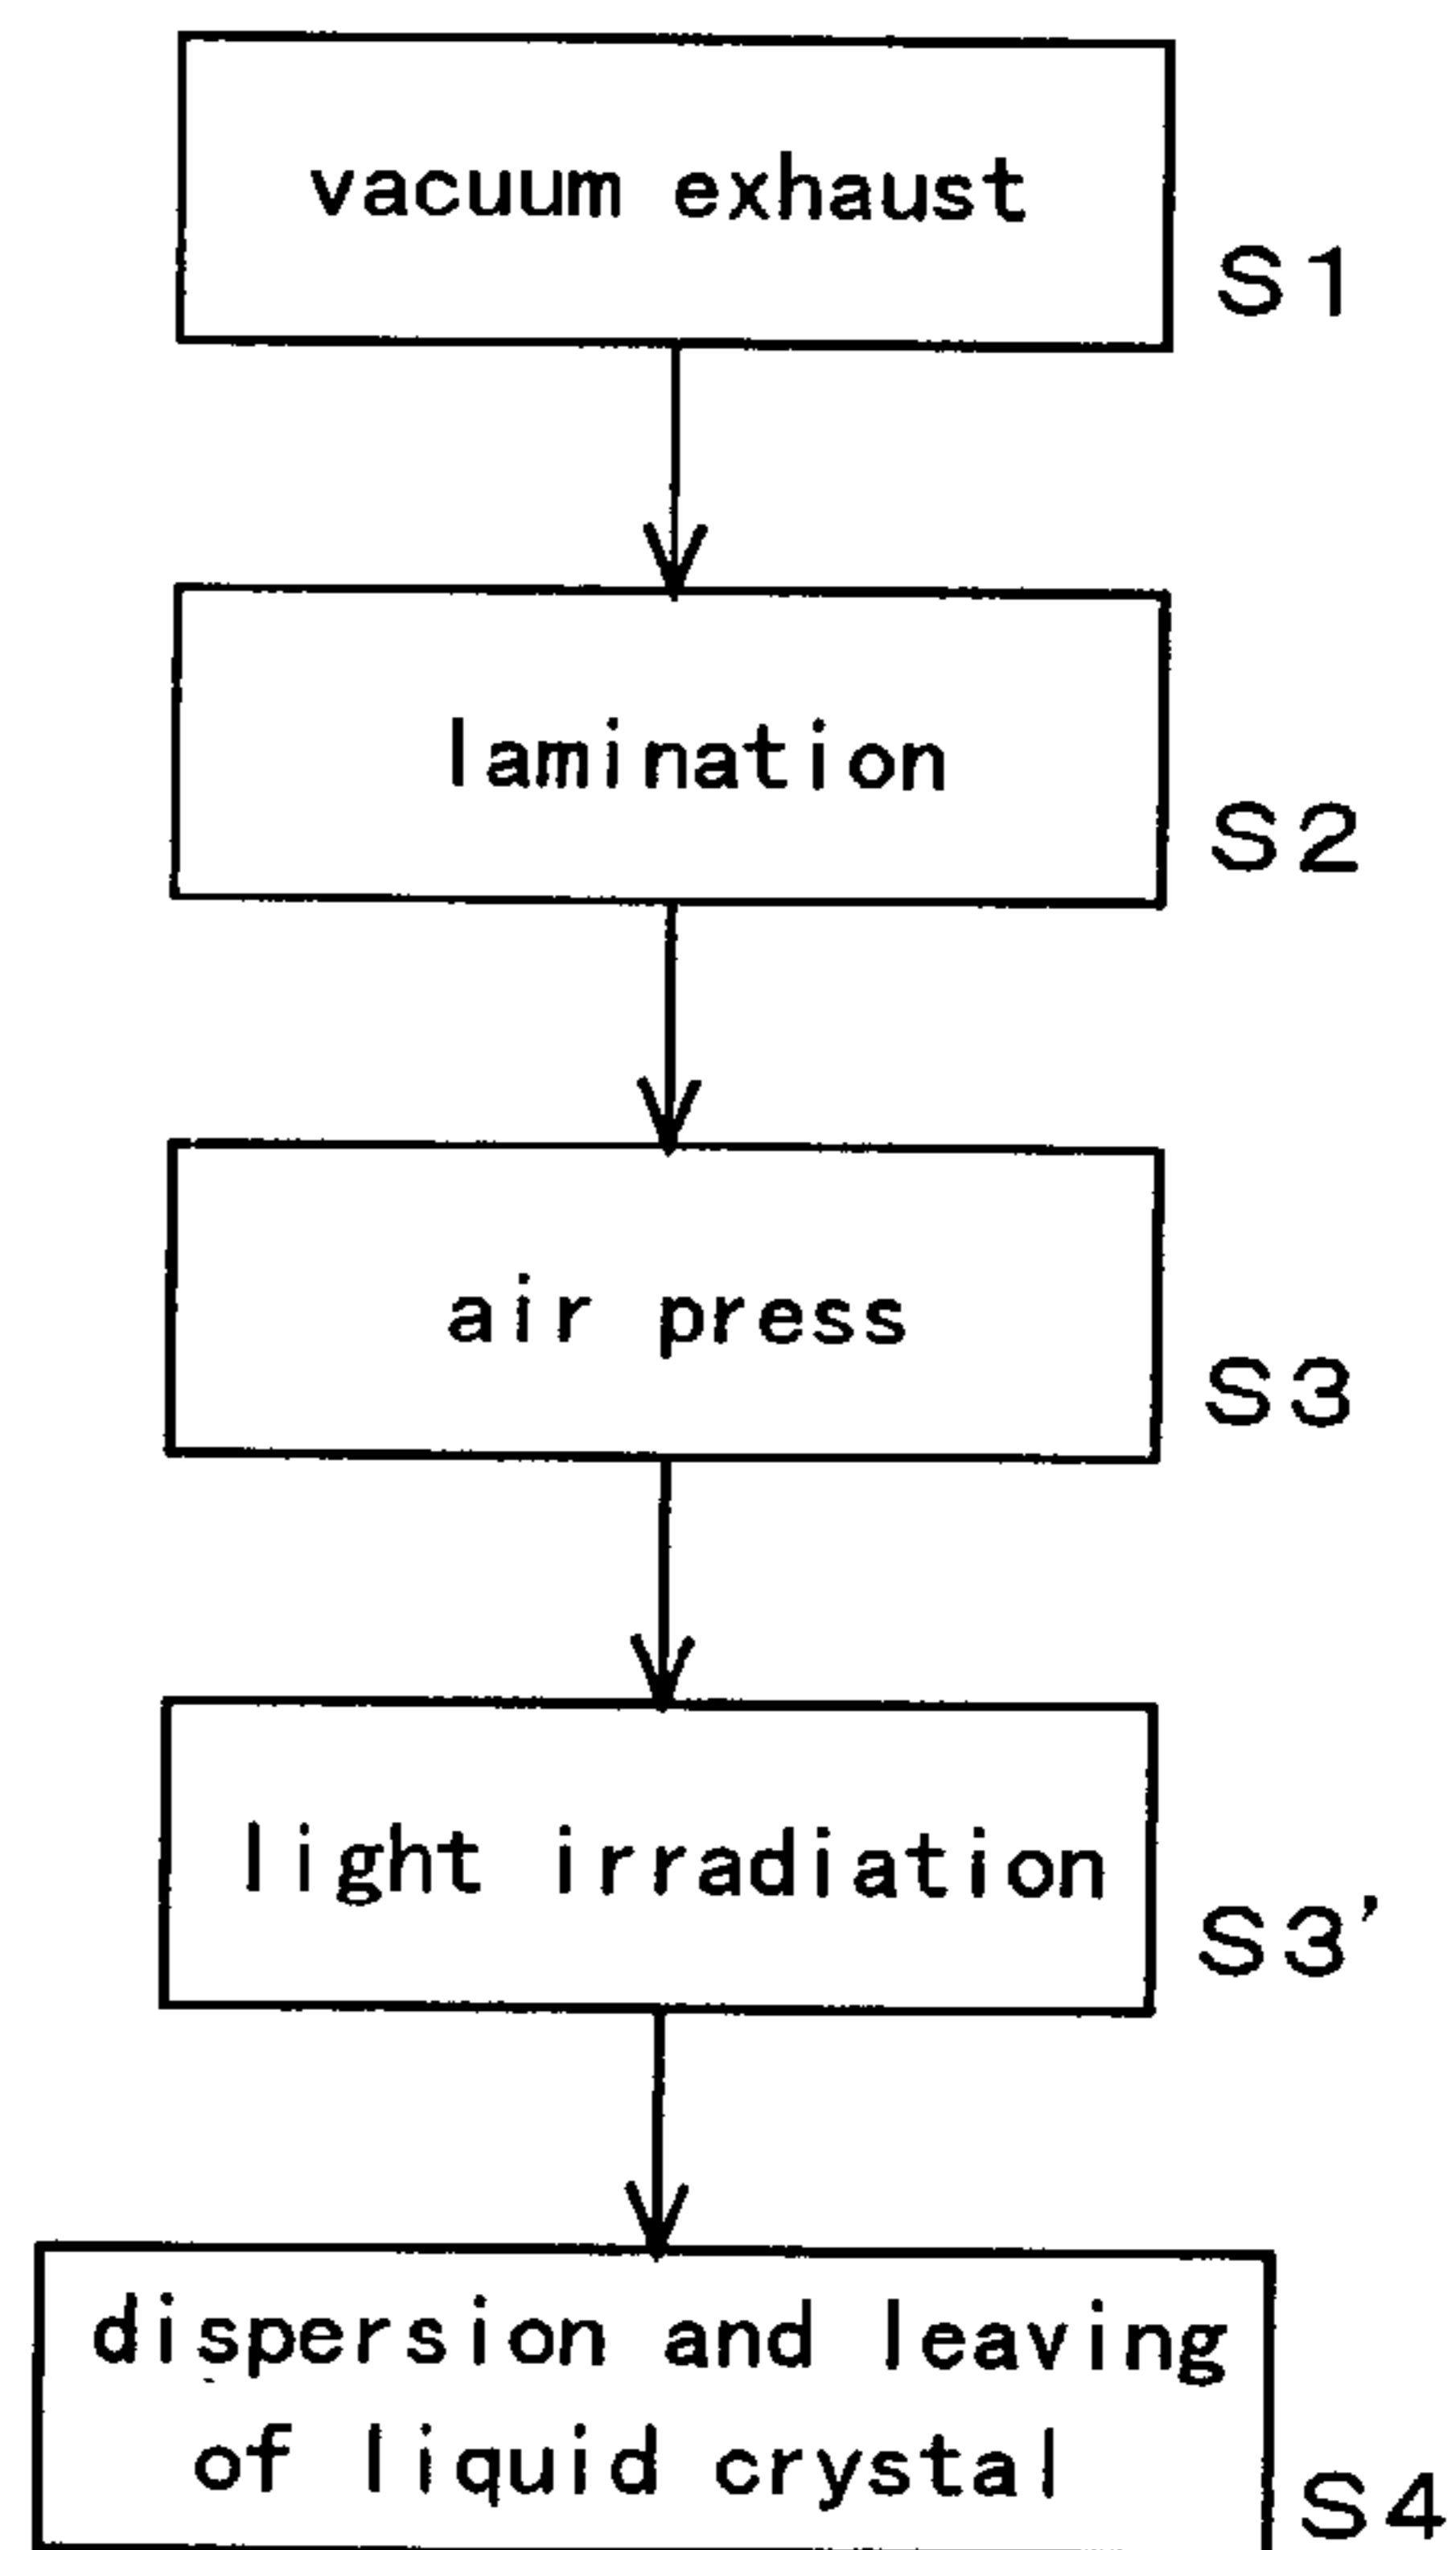 vacuum exhaust
S1
lamination
S2
air press
S3
light irradiation
S3'
dispersion and leaving
of liquid crystal
S4